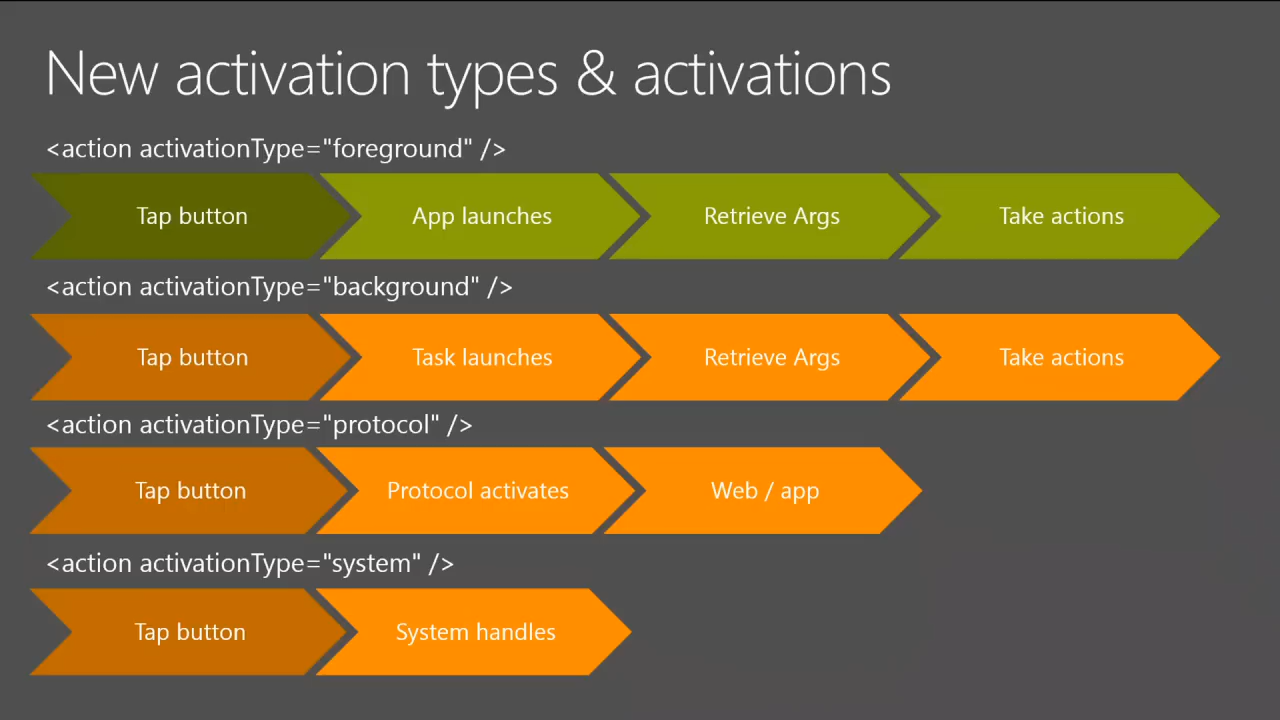 New activation types & activations
<action activationType="foreground" />
Tap button App launches Retrieve Args Take actions
<action activationType="background" />
Tap button Task launches Retrieve Args Take actions
<action activationType="protocol" />
Tap button Protocol activates Web / app
<action activationType="system" />
Tap button System handles